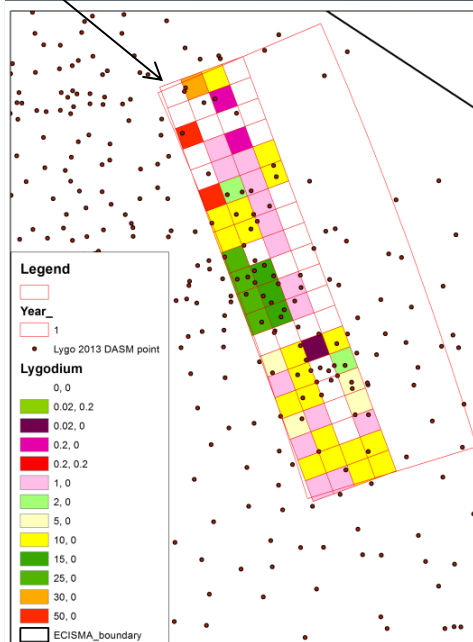 Legend
Year_
1
Lygo 2013 DASM point
Lygodium
0, 0
0.02, 0.2
0.02, 0
0.2, 0
0.2, 0.2
1, 0
2, 0
5, 0
10, 0
15, 0
25, 0
30, 0
50, 0
ECISMA_boundary